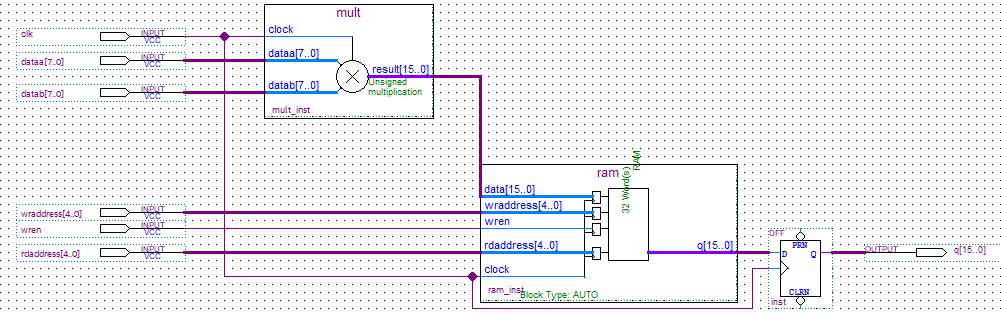 mult
clk
INPUT
VCC
clock
dataa[7..0]
INPUT
VCC
dataa[7..0]
result[15..0]
datab[7..0]
INPUT
VCC
datab[7..0]
Unsigned
multiplication
mult_inst
ram
32 Word(s)
RAM
data[15..0]
wraddress[4..0]
INPUT
VCC
wraddress[4..0]
wren
INPUT
VCC
wren
rdaddress[4..0]
INPUT
VCC
rdaddress[4..0]
q[15..0]
clock
ram_inst
Block Type: AUTO
DFF
PRN
D
Q
CLRN
inst
OUTPUT
q[15..0]